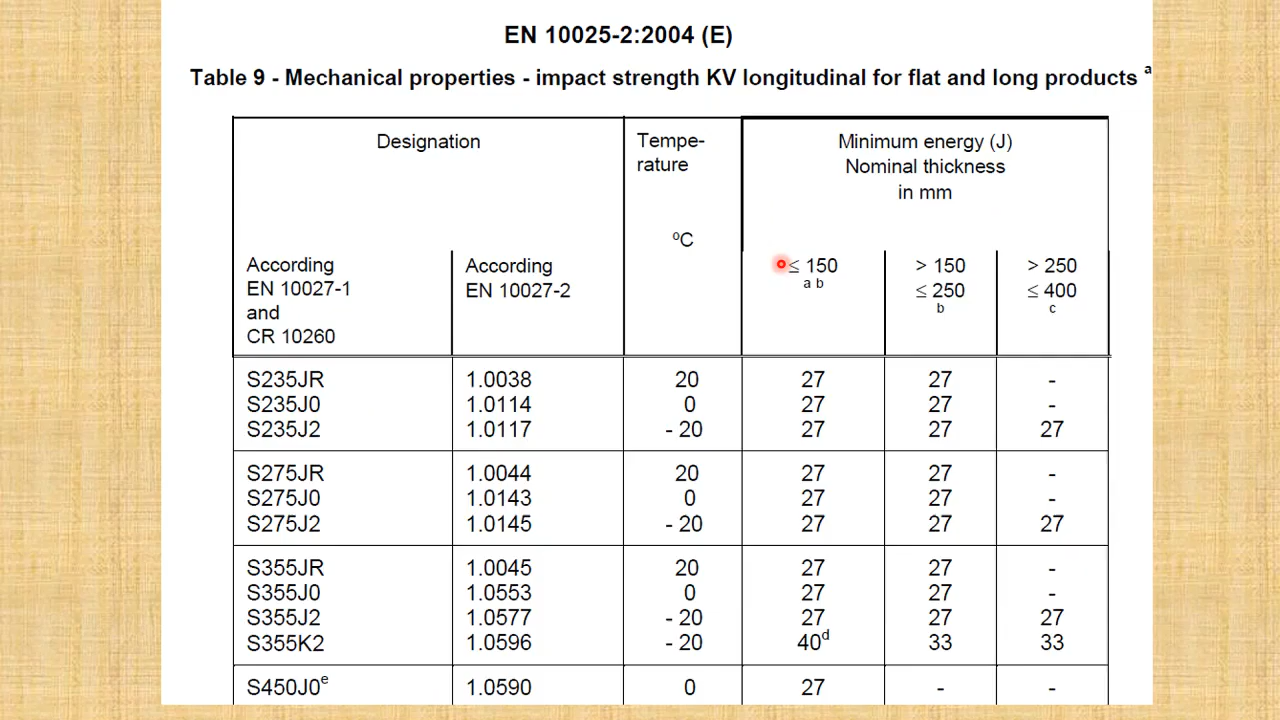 EN 10025-2:2004 (E)
Table 9 - Mechanical properties - impact strength KV longitudinal for flat and long products a
Designation
Tempe-
rature
ºC
Minimum energy (J)
Nominal thickness
in mm
According
EN 10027-1
and
CR 10260
According
EN 10027-2
≤ 150
a b
> 150
≤ 250
b
> 250
≤ 400
c
S235JR 1.0038 20 27 27 -
S235J0 1.0114 0 27 27 -
S235J2 1.0117 - 20 27 27 27
S275JR 1.0044 20 27 27 -
S275J0 1.0143 0 27 27 -
S275J2 1.0145 - 20 27 27 27
S355JR 1.0045 20 27 27 -
S355J0 1.0553 0 27 27 -
S355J2 1.0577 - 20 27 27 27
S355K2 1.0596 - 20 40d 33 33
S450J0e 1.0590 0 27 - -